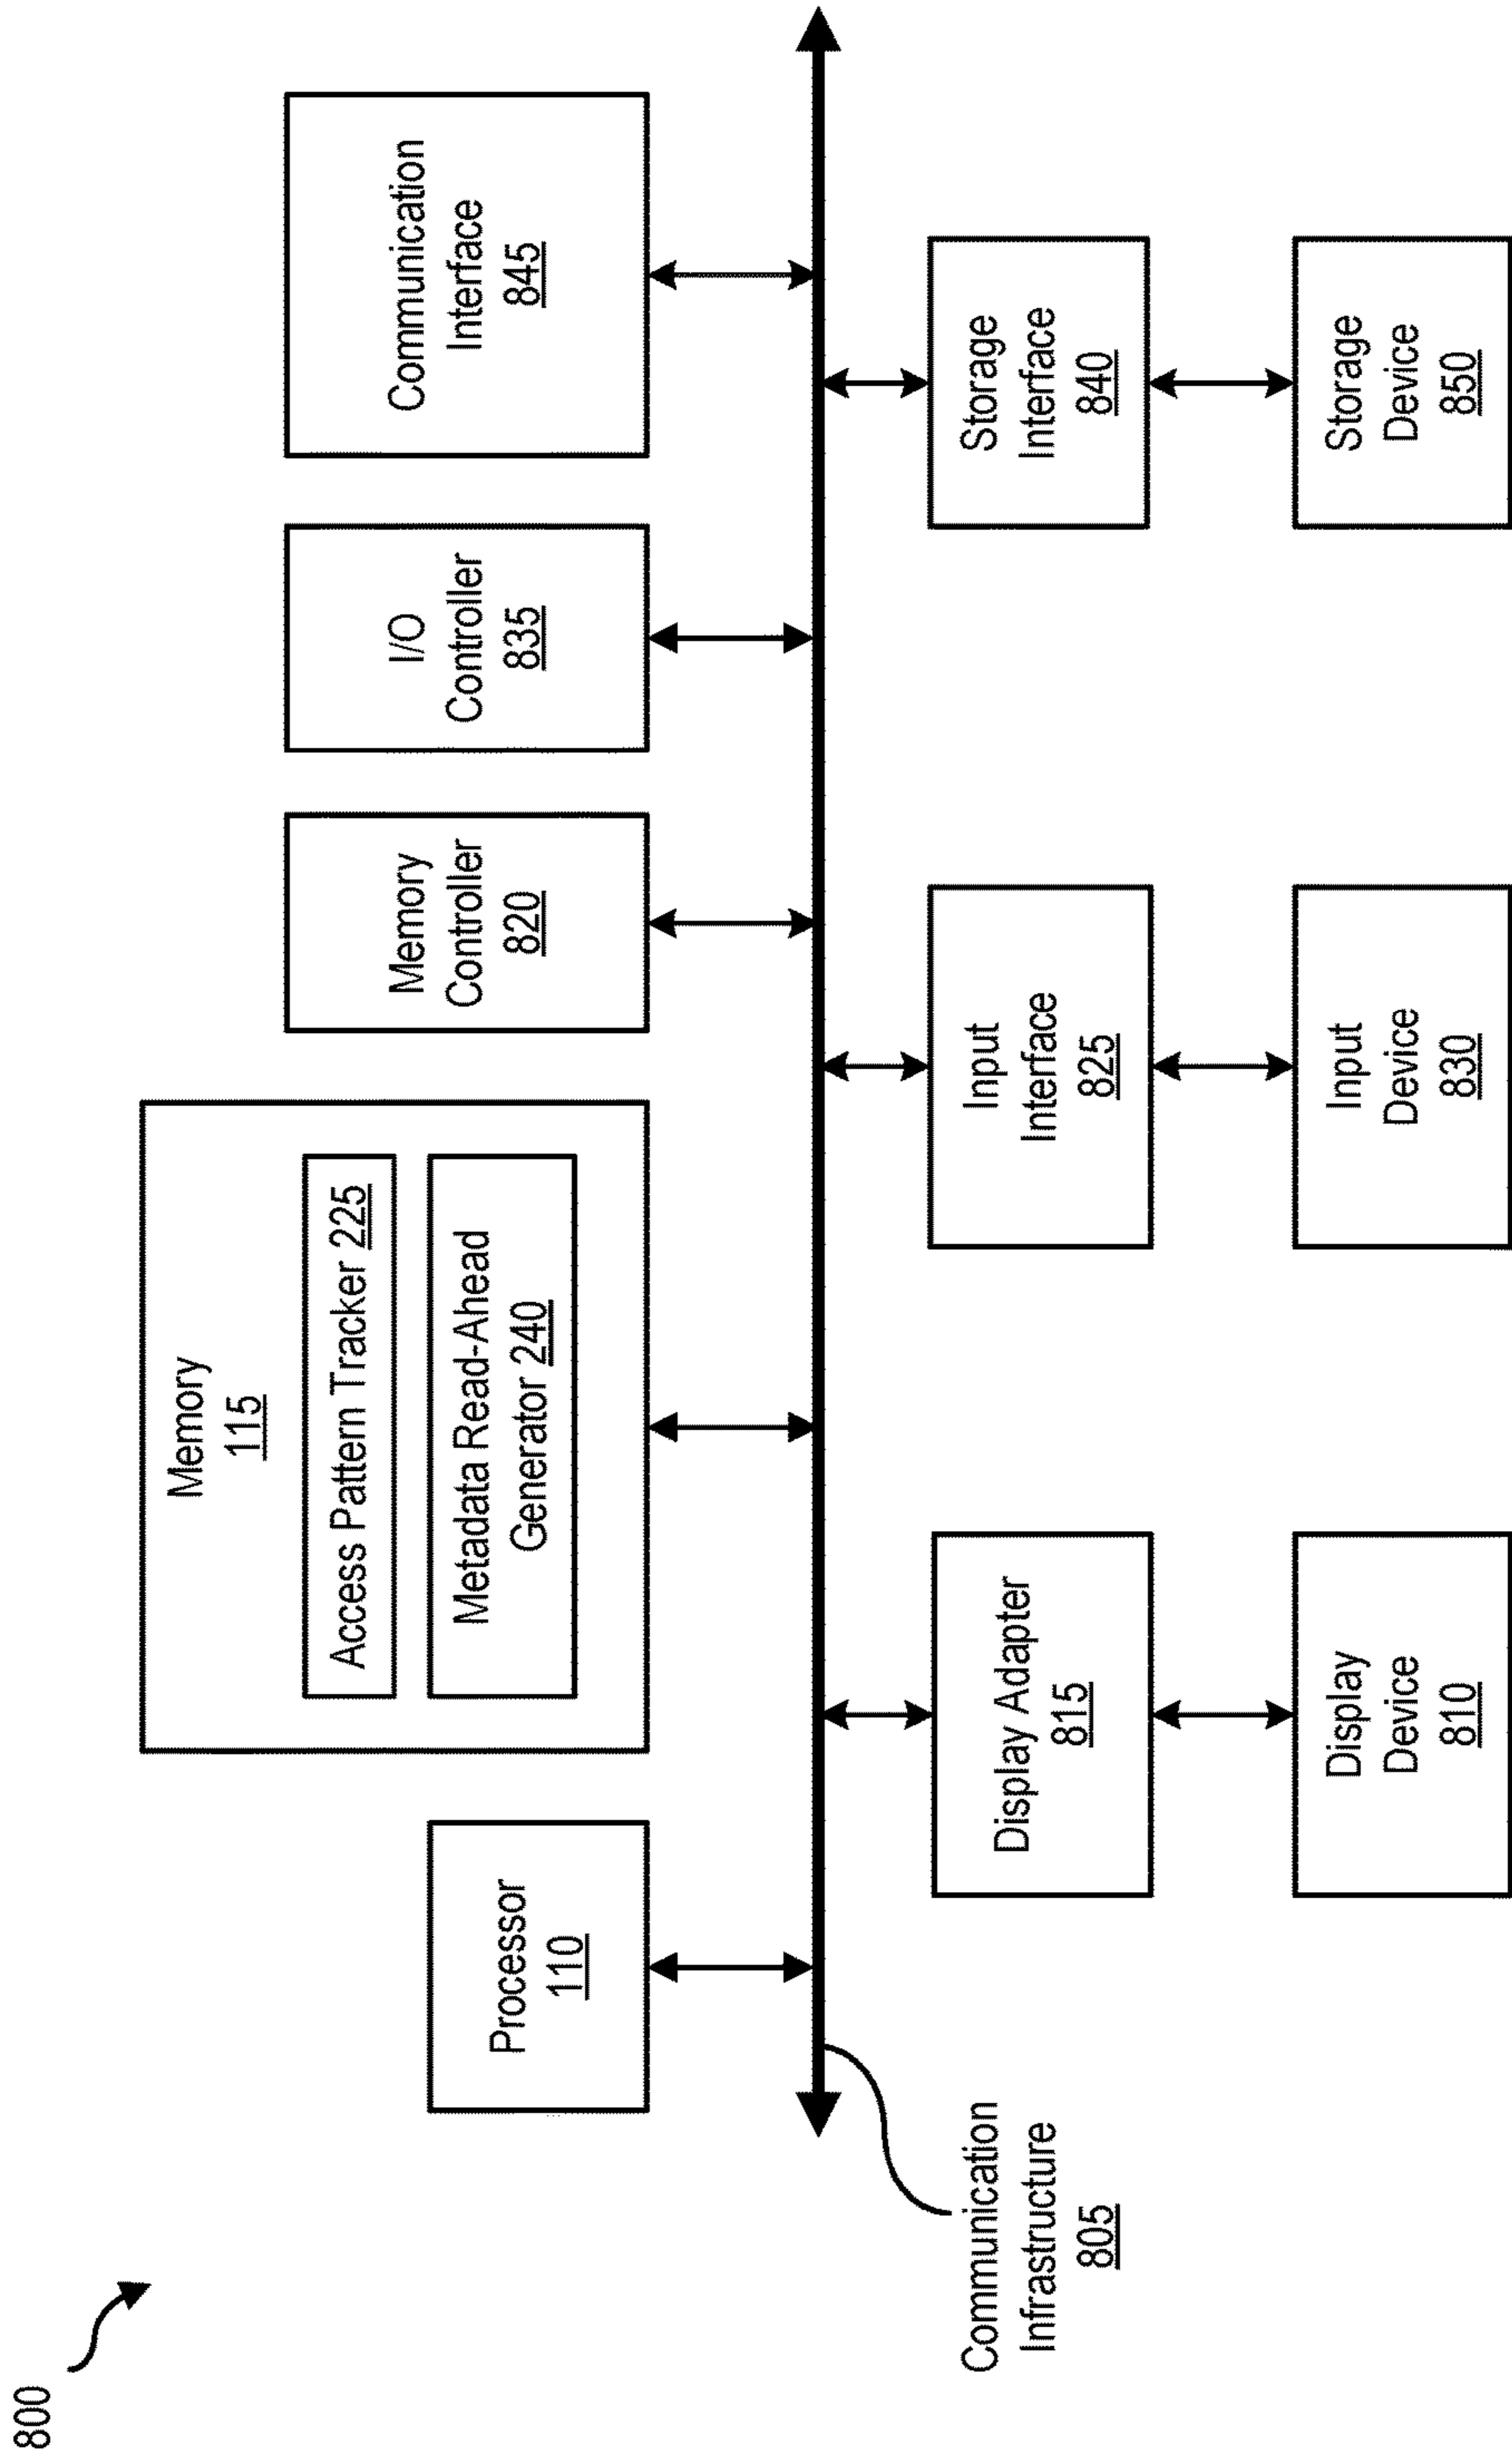 800
Processor
110
Memory
115
Access Pattern Tracker 225
Metadata Read-Ahead
Generator 240
Memory
Controller
820
I/O
Controller
835
Communication
Interface
845
Communication
Infrastructure
805
Display Adapter
815
Input
Interface
825
Storage
Interface
840
Display
Device
810
Input
Device
830
Storage
Device
850